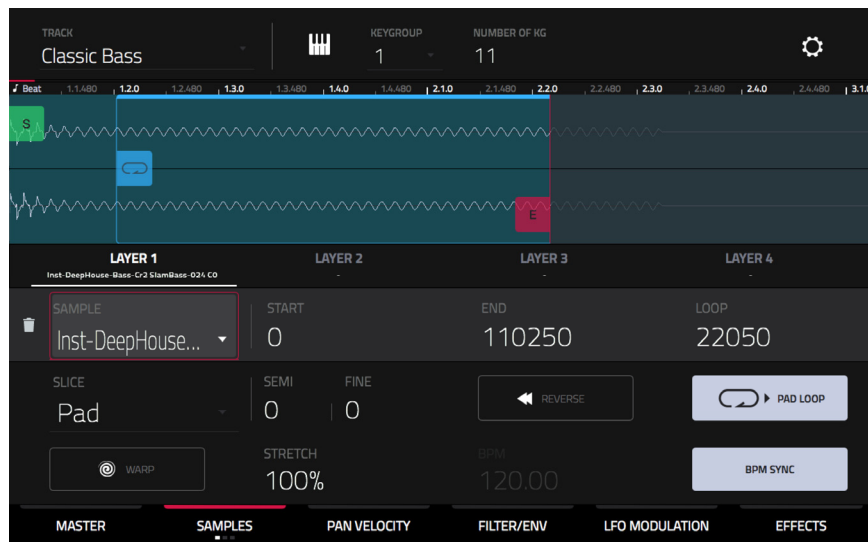 TRACK
Classic Bass
KEYGROUP
1
NUMBER OF KG
11
Beat 1.1.480 1.2.0 1.2.480 1.3.0 1.3.480 1.4.0 1.4.480 2.1.0 2.1.480 2.2.0 2.2.480 2.3.0 2.3.480 2.4.0 2.4.480 3.1.0
S
E
LAYER 1 LAYER 2 LAYER 3 LAYER 4
Inst-DeepHouse-Bass-Cr2 SlamBass-024 C0 - - -
SAMPLE START END LOOP
Inst-DeepHouse... 0 110250 22050
SLICE SEMI FINE
Pad 0 0
REVERSE
PAD LOOP
WARP
STRETCH BPM
100% 120.00
BPM SYNC
MASTER SAMPLES PAN VELOCITY FILTER/ENV LFO MODULATION EFFECTS